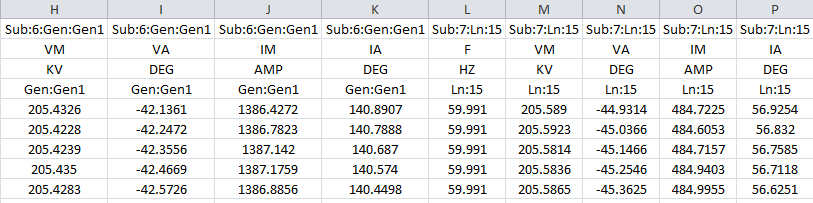 H I J K L M N O P
Sub:6:Gen:Gen1 Sub:6:Gen:Gen1 Sub:6:Gen:Gen1 Sub:6:Gen:Gen1 Sub:7:Ln:15 Sub:7:Ln:15 Sub:7:Ln:15 Sub:7:Ln:15 Sub:7:Ln:15
VM VA IM IA F VM VA IM IA
KV DEG AMP DEG HZ KV DEG AMP DEG
Gen:Gen1 Gen:Gen1 Gen:Gen1 Gen:Gen1 Ln:15 Ln:15 Ln:15 Ln:15 Ln:15
205.4326 -42.1361 1386.4272 140.8907 59.991 205.589 -44.9314 484.7225 56.9254
205.4228 -42.2472 1386.7823 140.7888 59.991 205.5923 -45.0366 484.6053 56.832
205.4239 -42.3556 1387.142 140.687 59.991 205.5814 -45.1466 484.7157 56.7585
205.435 -42.4669 1387.1759 140.574 59.991 205.5836 -45.2546 484.9403 56.7118
205.4283 -42.5726 1386.8856 140.4498 59.991 205.5865 -45.3625 484.9955 56.6251